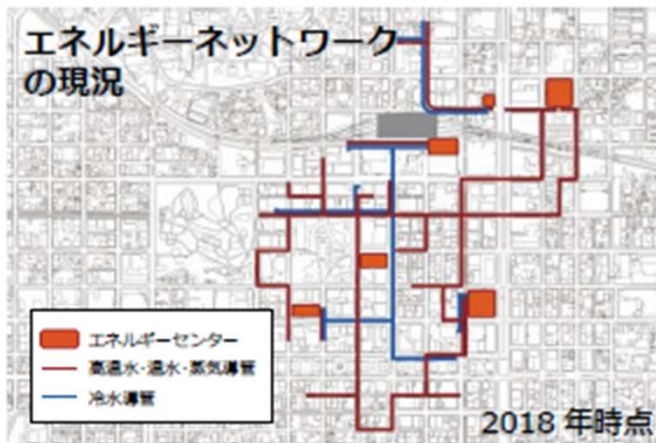 エネルギーネットワーク
の現況
エネルギーセンター
高温水・温水・蒸気導管
冷水導管
2018 年時点